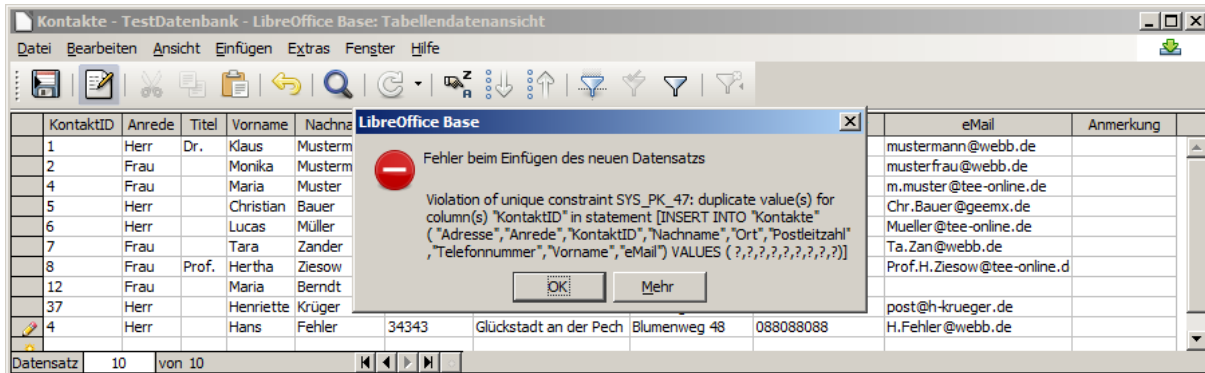 Kontakte - TestDatenbank - LibreOffice Base: Tabellendatenansicht
Datei Bearbeiten Ansicht Einfügen Extras Fenster Hilfe
KontaktID Anrede Titel Vorname eMail Anmerkung
1 Herr Dr. Klaus mustermann@webb.de
2 Frau Monika musterfrau@webb.de
4 Frau Maria Muster m.muster@tee-online.de
5 Herr Christian Bauer Chr.Bauer@geemx.de
6 Herr Lucas Müller Mueller@tee-online.de
7 Frau Tara Zander Ta.Zan@webb.de
8 Frau Prof. Hertha Ziesow Prof.H.Ziesow@tee-online.d
12 Frau Maria Berndt
37 Herr Henriette Krüger post@h-krueger.de
4 Herr Hans Fehler 34343 Glückstadt an der Pech Blumenweg 48 088088088 H.Fehler@webb.de
LibreOffice Base
Fehler beim Einfügen des neuen Datensatzs
Violation of unique constraint SYS_PK_47: duplicate value(s) for
column(s) "KontaktID" in statement [INSERT INTO "Kontakte"
( "Adresse","Anrede","KontaktID","Nachname","Ort","Postleitzahl"
,"Telefonnummer","Vorname","eMail") VALUES ( ?,?,?,?,?,?,?,?,?)]
OK Mehr
Datensatz 10 von 10